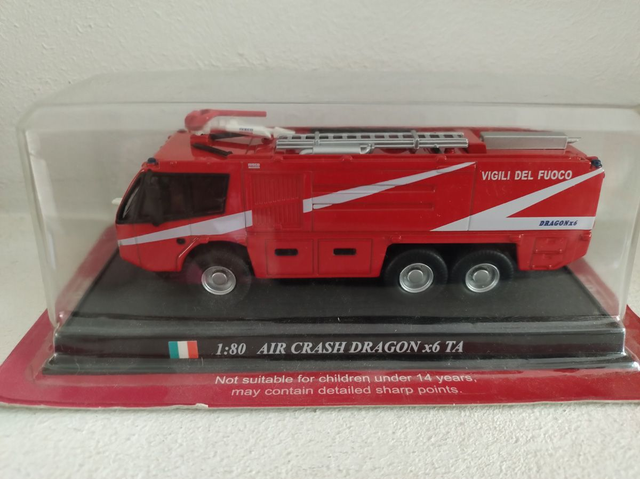 VIGILI DEL FUOCO
DRAGONx6
1:80 AIR CRASH DRAGON x6 TA
Not suitable for children under 14 years.
may contain detailed sharp points.